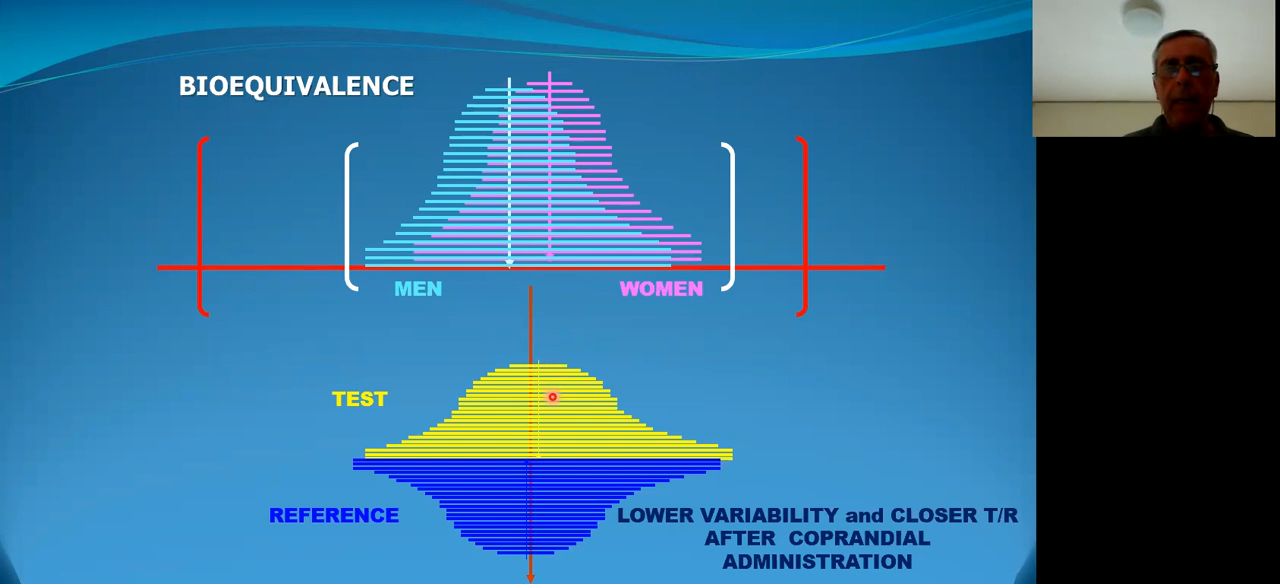 BIOEQUIVALENCE
MEN
WOMEN
TEST
REFERENCE
LOWER VARIABILITY and CLOSER T/R
AFTER COPRANDIAL
ADMINISTRATION